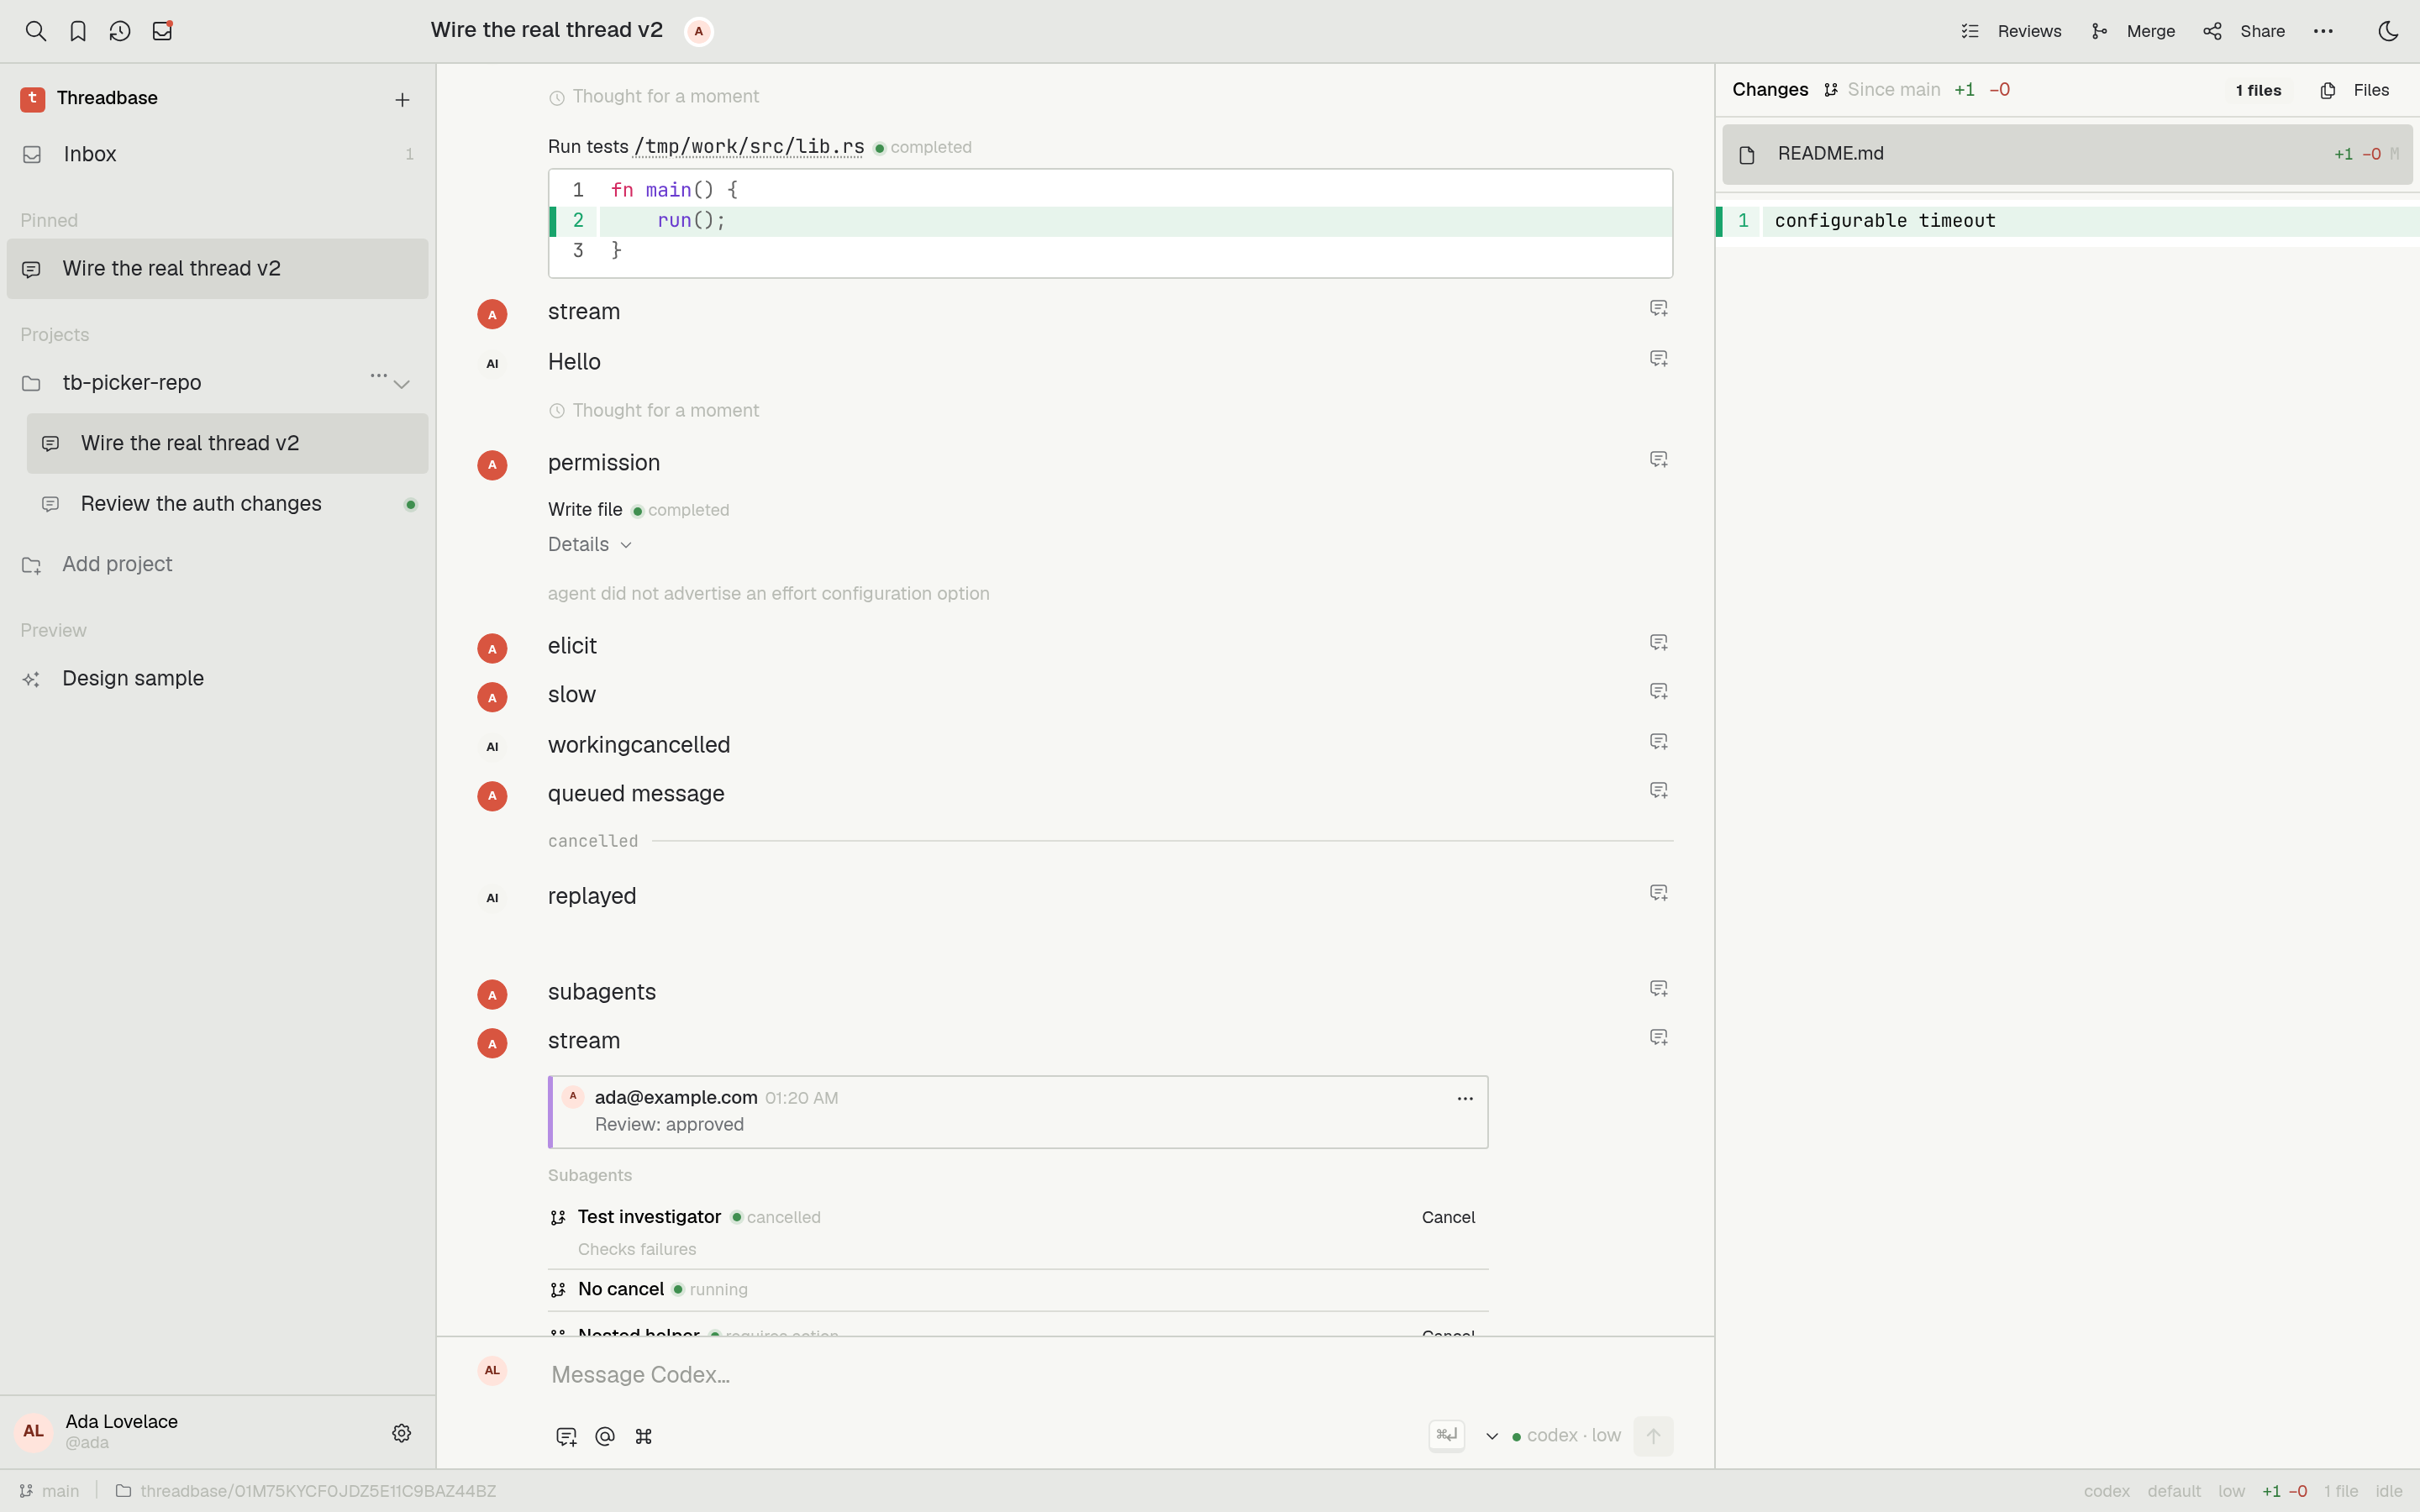 Wire the real thread v2
A
Reviews
Merge
Share
t
Threadbase
Inbox
1
Pinned
Wire the real thread v2
Projects
tb-picker-repo
Wire the real thread v2
Review the auth changes
Add project
Preview
Design sample
Ada Lovelace
AL
@ada
Thought for a moment
Run tests /tmp/work/src/lib.rs completed
1 fn main() {
2     run();
3 }
A stream
AI Hello
Thought for a moment
A permission
Write file completed
Details
agent did not advertise an effort configuration option
A elicit
A slow
AI workingcancelled
A queued message
cancelled
AI replayed
A subagents
A stream
A ada@example.com 01:20 AM
Review: approved
Subagents
Test investigator cancelled Cancel
Checks failures
No cancel running
Nested helper requires action Cancel
AL Message Codex…
⌘↵ codex · low
Changes Since main +1 −0 1 files Files
README.md +1 −0 M
1 configurable timeout
main threadbase/01M75KYCF0JDZ5E11C9BAZ44BZ
codex default low +1 −0 1 file idle